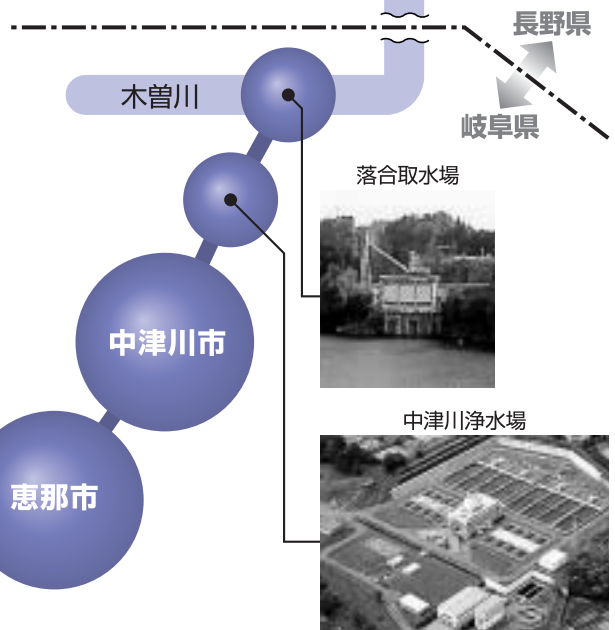 長野県
岐阜県
木曽川
落合取水場
中津川市
中津川浄水場
恵那市